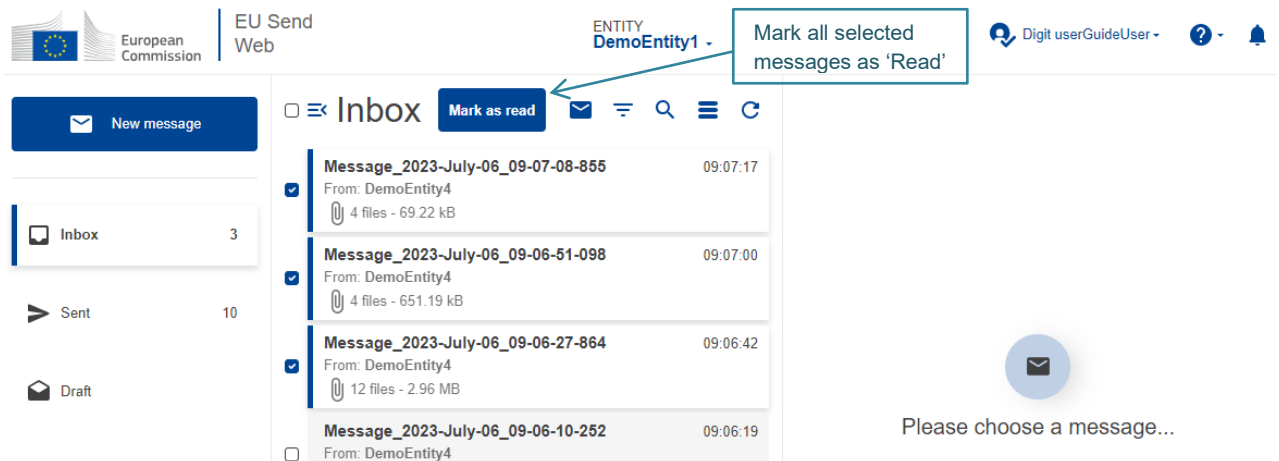 European
Commission
EU Send
Web
ENTITY
DemoEntity1
Mark all selected
messages as ‘Read’
Digit userGuideUser
?
New message
Inbox 3
Sent 10
Draft
Inbox
Mark as read
Message_2023-July-06_09-07-08-855 09:07:17
From: DemoEntity4
4 files - 69.22 kB
Message_2023-July-06_09-06-51-098 09:07:00
From: DemoEntity4
4 files - 651.19 kB
Message_2023-July-06_09-06-27-864 09:06:42
From: DemoEntity4
12 files - 2.96 MB
Message_2023-July-06_09-06-10-252 09:06:19
From: DemoEntity4
Please choose a message...